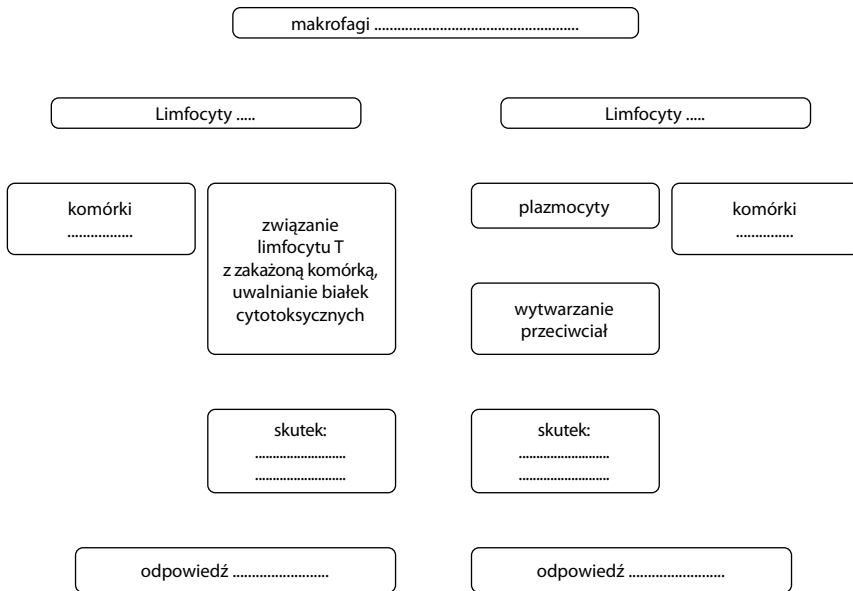 makrofagi ......................................................
Limfocyty .....
Limfocyty .....
komórki
.................
związanie
limfocytu T
z zakażoną komórką,
uwalnianie białek
cytotoksycznych
plazmocyty
komórki
...............
wytwarzanie
przeciwciał
skutek:
........................
........................
skutek:
........................
........................
odpowiedź .........................
odpowiedź .........................